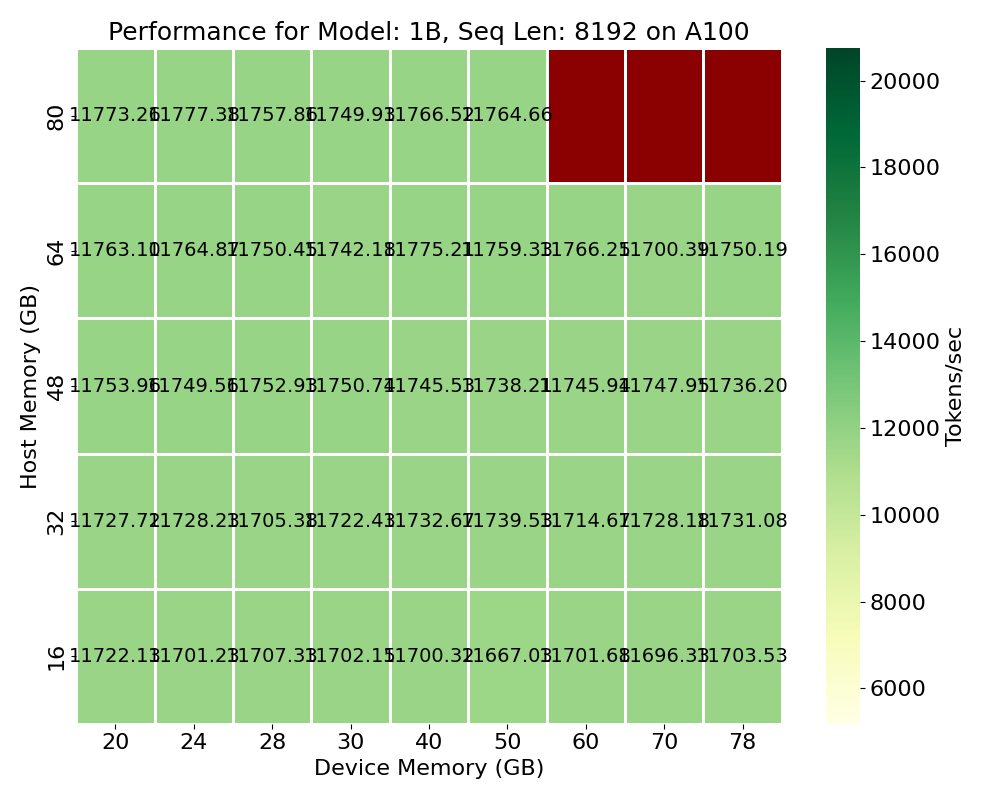 Performance for Model: 1B, Seq Len: 8192 on A100
Host Memory (GB)
80 11773.26 11777.38 11757.86 11749.93 11766.52 11764.66
64 11763.10 11764.87 11750.45 11742.18 11775.21 11759.33 11766.25 11700.39 11750.19
48 11753.96 11749.56 11752.93 11750.74 11745.53 11738.21 11745.94 11747.95 11736.20
32 11727.72 11728.23 11705.38 11722.43 11732.67 11739.53 11714.67 11728.18 11731.08
16 11722.13 11701.23 11707.33 11702.15 11700.32 11667.03 11701.68 11696.33 11703.53
20 24 28 30 40 50 60 70 78
Device Memory (GB)
20000
18000
16000
14000
12000
10000
8000
6000
Tokens/sec